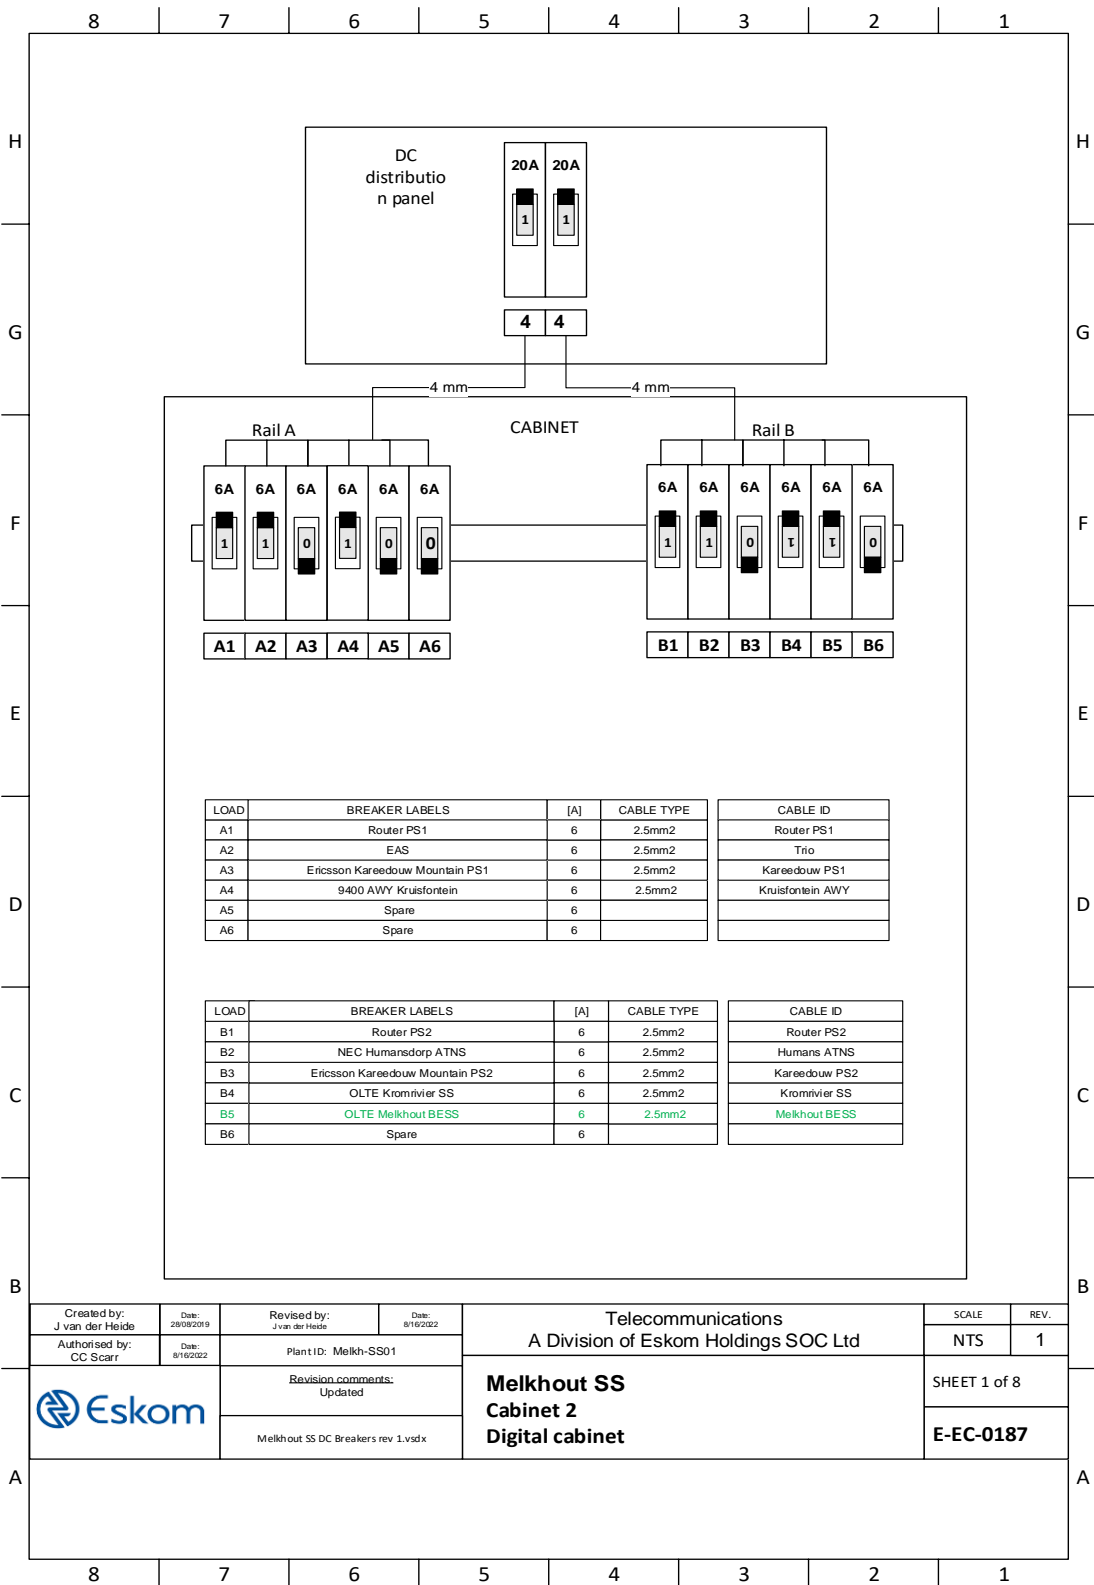 8 7 6 5 4 3 2 1
H H
DC
distributio
n panel
20A 20A
1 1
4 4
G G
4 mm 4 mm
CABINET
Rail A Rail B
6A 6A 6A 6A 6A 6A
6A 6A 6A 6A 6A 6A
F F
1 1 0 1 0 0
1 1 0 1 1 0
A1 A2 A3 A4 A5 A6
B1 B2 B3 B4 B5 B6
E E
LOAD BREAKER LABELS [A] CABLE TYPE CABLE ID
A1 Router PS1 6 2.5mm2 Router PS1
A2 EAS 6 2.5mm2 Trio
A3 Ericsson Kareedouw Mountain PS1 6 2.5mm2 Kareedouw PS1
A4 9400 AWY Kruisfontein 6 2.5mm2 Kruisfontein AWY
A5 Spare 6
A6 Spare 6
D D
LOAD BREAKER LABELS [A] CABLE TYPE CABLE ID
B1 Router PS2 6 2.5mm2 Router PS2
B2 NEC Humansdorp ATNS 6 2.5mm2 Humans ATNS
B3 Ericsson Kareedouw Mountain PS2 6 2.5mm2 Kareedouw PS2
B4 OLTE Kromrivier SS 6 2.5mm2 Kromrivier SS
B5 OLTE Melkhout BESS 6 2.5mm2 Melkhout BESS
B6 Spare 6
C C
B B
Created by:
J van der Heide
Date:
28/08/2019
Revised by:
J van der Heide
Date:
8/16/2022
Authorised by:
CC Scarr
Date:
8/16/2022
Plant ID: Melkh-SS01
Revision comments:
Updated
Melkhout SS DC Breakers rev 1.vsdx
Eskom
Telecommunications
A Division of Eskom Holdings SOC Ltd
Melkhout SS
Cabinet 2
Digital cabinet
SCALE REV.
NTS 1
SHEET 1 of 8
E-EC-0187
A A
8 7 6 5 4 3 2 1